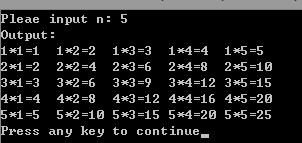 Pleae input n: 5
Output:
1*1=1 1*2=2 1*3=3 1*4=4 1*5=5
2*1=2 2*2=4 2*3=6 2*4=8 2*5=10
3*1=3 3*2=6 3*3=9 3*4=12 3*5=15
4*1=4 4*2=8 4*3=12 4*4=16 4*5=20
5*1=5 5*2=10 5*3=15 5*4=20 5*5=25
Press any key to continue_